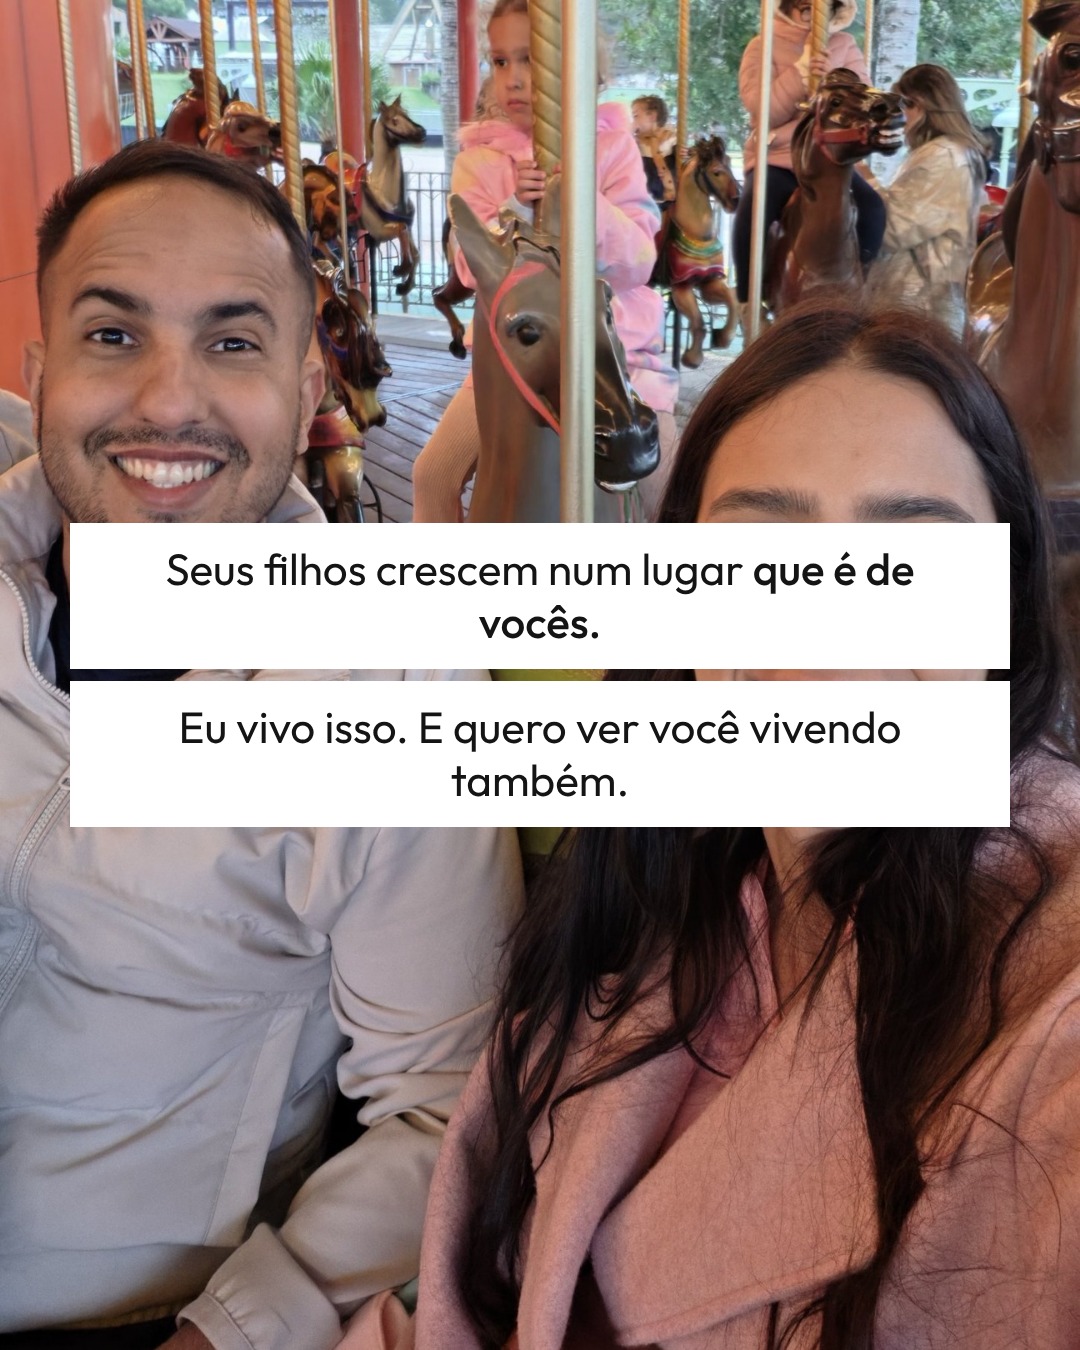 Seus filhos crescem num lugar que é de
vocês.
Eu vivo isso. E quero ver você vivendo
também.